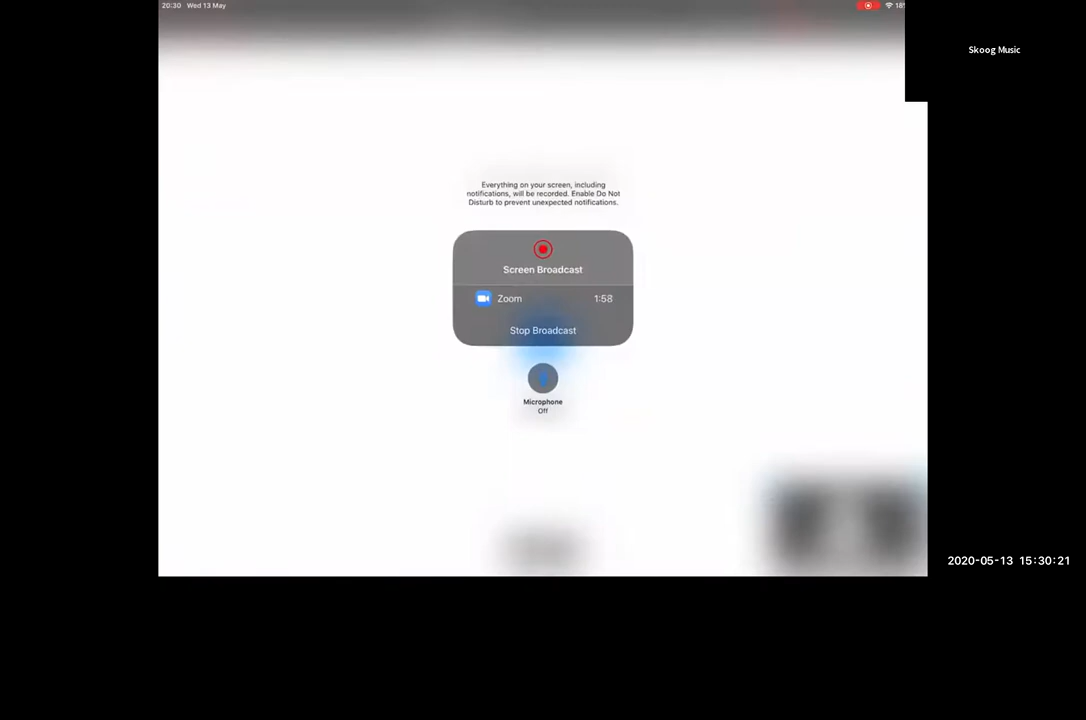 20:30 Wed 13 May
Skoog Music
Everything on your screen, including
notifications, will be recorded. Enable Do Not
Disturb to prevent unexpected notifications.
Screen Broadcast
Zoom 1:58
Stop Broadcast
Microphone
Off
2020-05-13 15:30:21